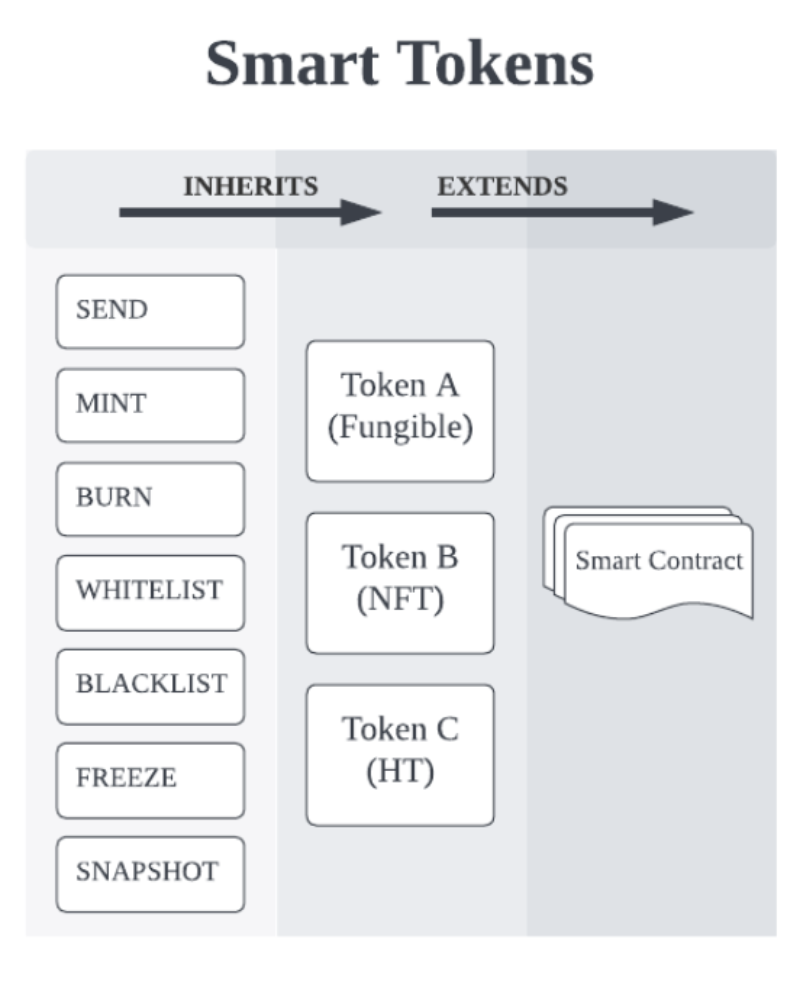 Smart Tokens
INHERITS
EXTENDS
SEND
MINT
BURN
WHITELIST
BLACKLIST
FREEZE
SNAPSHOT
Token A
(Fungible)
Token B
(NFT)
Token C
(HT)
Smart Contract